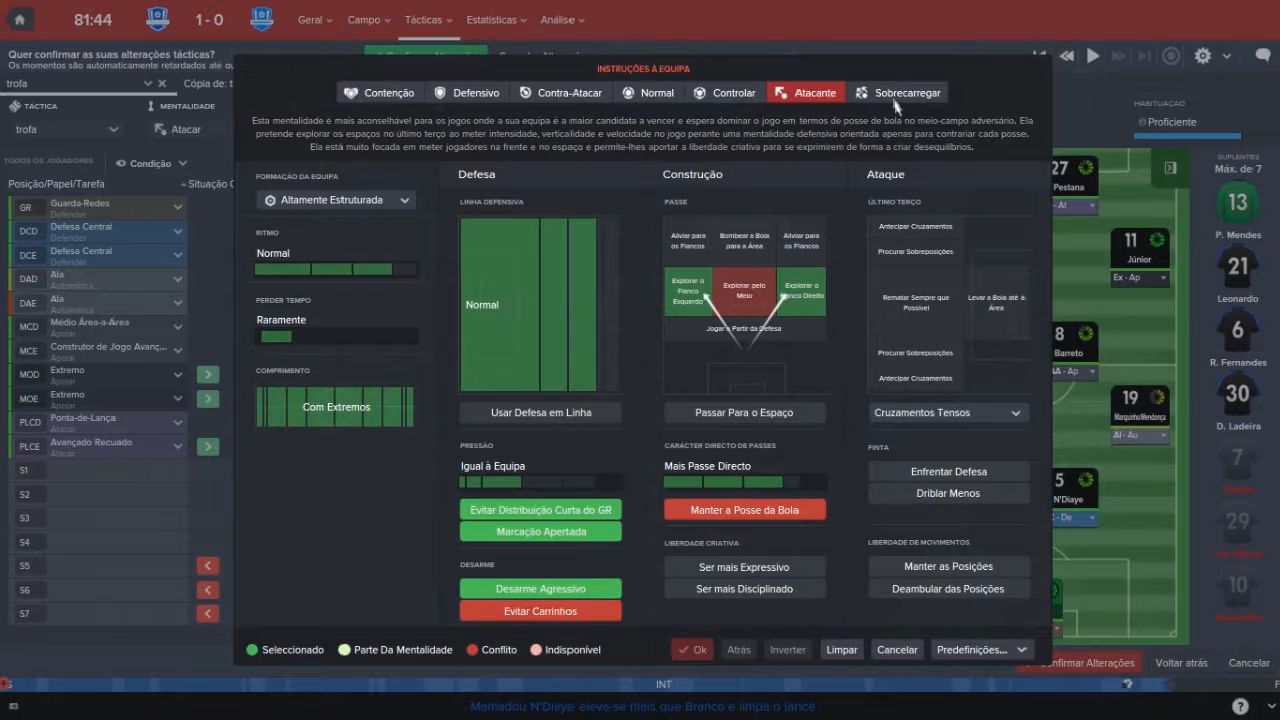 81:44
1 - 0
Geral
Campo
Tácticas
Estatísticas
Análise
Quer confirmar as suas alterações tácticas?
Os momentos são automaticamente retardados até
trofa
Cópia de: t
TÁCTICA
MENTALIDADE
trofa
Atacar
TODOS OS JOGADORES
Condição
Posição/Papel/Tarefa
Situação
GR
Guarda-Redes
Defender
DCD
Defesa Central
Defender
DCE
Defesa Central
Defender
DAD
Ala
Automática
DAE
Ala
Automática
MCD
Médio Área-a-Área
Apoiar
MCE
Construtor de Jogo Avanç...
Apoiar
MOD
Extremo
Apoiar
MOE
Extremo
Apoiar
PLCD
Ponta-de-Lança
Atacar
PLCE
Avançado Recuado
Atacar
S1
S2
S3
S4
S5
S6
S7
INSTRUÇÕES À EQUIPA
Contenção
Defensivo
Contra-Atacar
Normal
Controlar
Atacante
Sobrecarregar
Esta mentalidade é mais aconselhável para os jogos onde a sua equipa é a maior candidata a vencer e espera dominar o jogo em termos de posse de bola no meio-campo adversário. Ela
pretende explorar os espaços no último terço ao meter intensidade, verticalidade e velocidade no jogo perante uma mentalidade defensiva orientada apenas para contrariar cada posse.
Ela está muito focada em meter jogadores na frente e no espaço e permite-lhes aportar a liberdade criativa para se exprimirem de forma a criar desequilíbrios.
FORMAÇÃO DA EQUIPA
Altamente Estruturada
RITMO
Normal
PERDER TEMPO
Raramente
COMPRIMENTO
Com Extremos
Defesa
LINHA DEFENSIVA
Normal
Usar Defesa em Linha
PRESSÃO
Igual à Equipa
Evitar Distribuição Curta do GR
Marcação Apertada
DESARME
Desarme Agressivo
Evitar Carrinhos
Construção
PASSE
Aliviar para os Flancos
Bombear a Bola para a Área
Aliviar para os Flancos
Explorar o Flanco Esquerdo
Explorar pelo Meio
Explorar o Flanco Direito
Jogar a Partir da Defesa
Passar Para o Espaço
CARÁCTER DIRECTO DE PASSES
Mais Passe Directo
Manter a Posse da Bola
LIBERDADE CRIATIVA
Ser mais Expressivo
Ser mais Disciplinado
Ataque
ÚLTIMO TERÇO
Antecipar Cruzamentos
Procurar Sobreposições
Rematar Sempre que Possível
Levar a Bola até à Área
Procurar Sobreposições
Antecipar Cruzamentos
Cruzamentos Tensos
FINTA
Enfrentar Defesa
Driblar Menos
LIBERDADE DE MOVIMENTOS
Manter as Posições
Deambular das Posições
Seleccionado
Parte Da Mentalidade
Conflito
Indisponível
Ok
Atrás
Inverter
Limpar
Cancelar
Predefinições...
HABITUAÇÃO
Proficiente
27
Pestana
- At
11
Júnior
Ex - Ap
8
Barreto
AA - Ap
19
Marquinho Mendonça
Al - Au
5
N'Diaye
- De
SUPLENTES
Máx. de 7
13
P. Mendes
21
Leonardo
6
R. Fernandes
30
D. Ladeira
7
29
10
Confirmar Alterações
Voltar atrás
Cancelar
INT
Mamadou N'Diaye eleva-se mais que Branco e limpa o lance